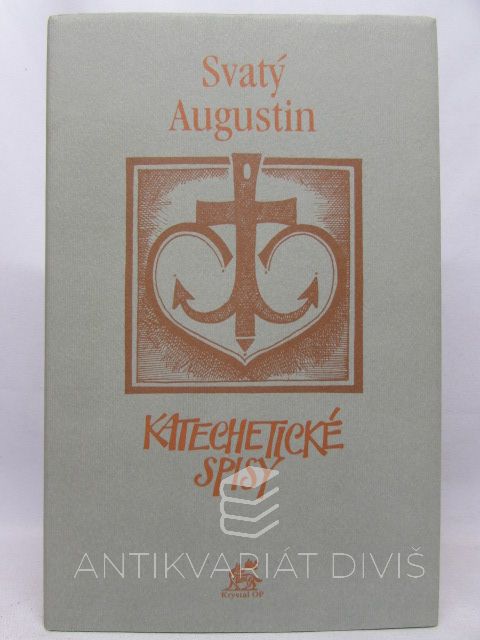 Svatý
Augustin
KATECHETICKÉ
SPISY
ANTIKVARIÁT DIVIŠ
Krystal OP